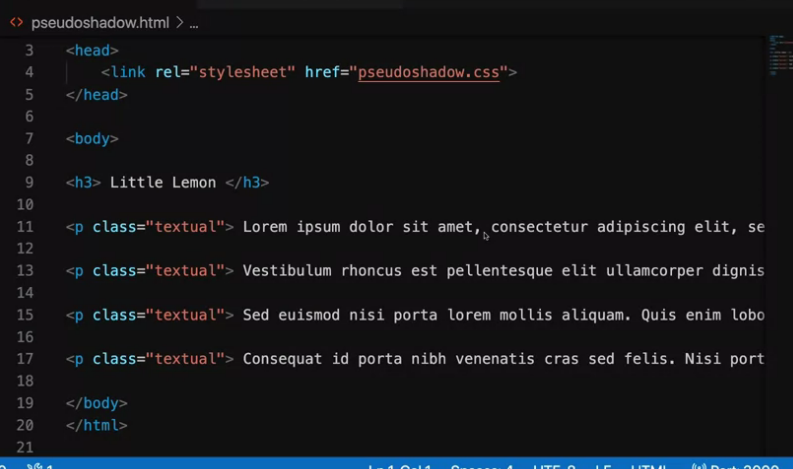 <> pseudoshadow.html > ...
3 <head>
4 <link rel="stylesheet" href="pseudoshadow.css">
5 </head>
6
7 <body>
8
9 <h3> Little Lemon </h3>
10
11 <p class="textual"> Lorem ipsum dolor sit amet, consectetur adipiscing elit, se
12
13 <p class="textual"> Vestibulum rhoncus est pellentesque elit ullamcorper dignis
14
15 <p class="textual"> Sed euismod nisi porta lorem mollis aliquam. Quis enim lobo
16
17 <p class="textual"> Consequat id porta nibh venenatis cras sed felis. Nisi port
18
19 </body>
20 </html>
21